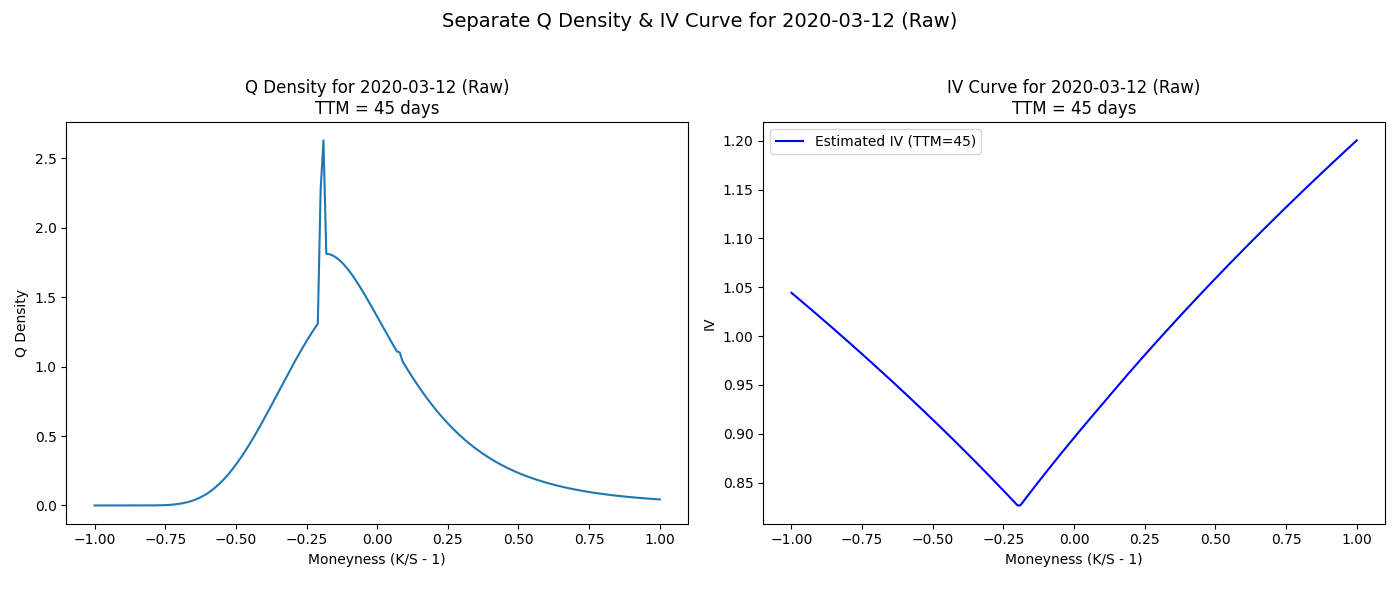 Separate Q Density & IV Curve for 2020-03-12 (Raw)
Q Density for 2020-03-12 (Raw)
TTM = 45 days
Q Density
2.5
2.0
1.5
1.0
0.5
0.0
−1.00 −0.75 −0.50 −0.25 0.00 0.25 0.50 0.75 1.00
Moneyness (K/S - 1)
IV Curve for 2020-03-12 (Raw)
TTM = 45 days
Estimated IV (TTM=45)
IV
1.20
1.15
1.10
1.05
1.00
0.95
0.90
0.85
−1.00 −0.75 −0.50 −0.25 0.00 0.25 0.50 0.75 1.00
Moneyness (K/S - 1)